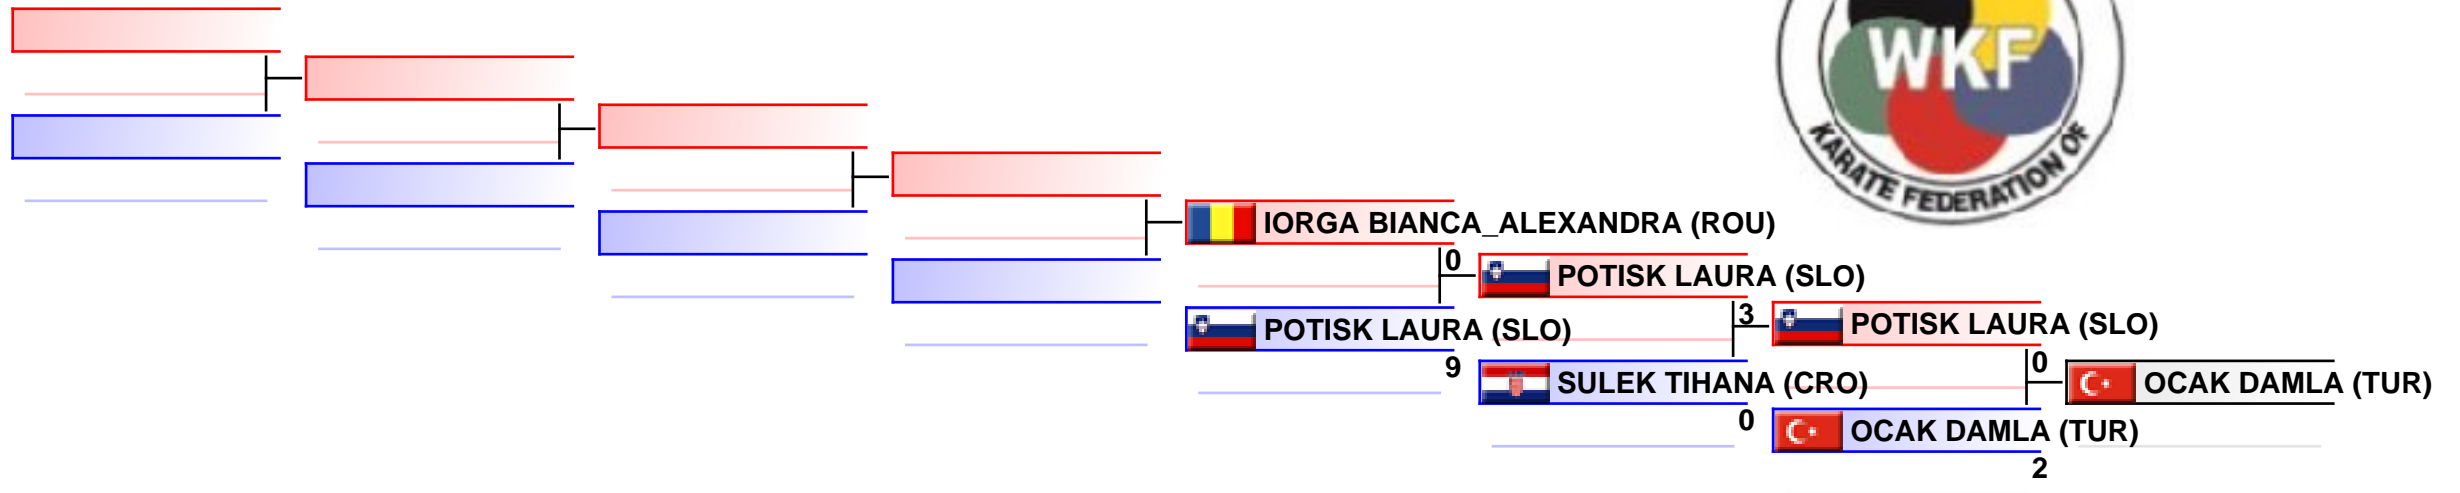 WKF
KARATE FEDERATION OF
IORGA BIANCA_ALEXANDRA (ROU)
0
POTISK LAURA (SLO)
POTISK LAURA (SLO)
9
3
SULEK TIHANA (CRO)
0
POTISK LAURA (SLO)
0
OCAK DAMLA (TUR)
2
OCAK DAMLA (TUR)